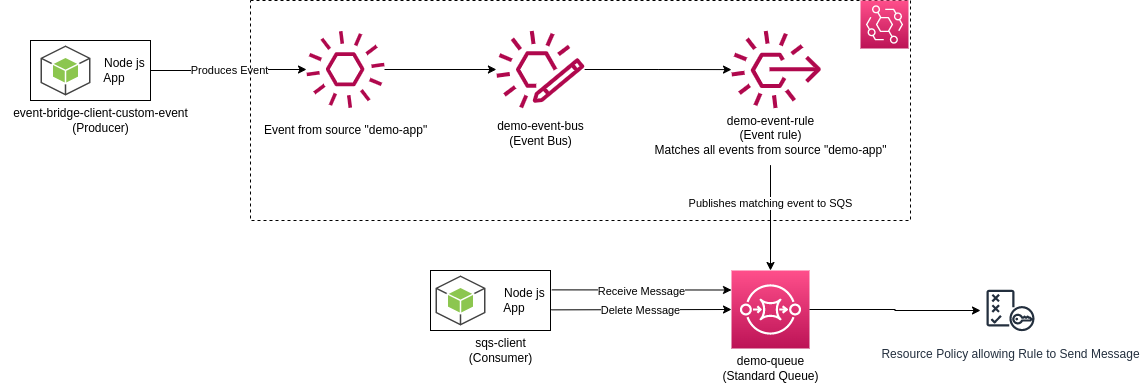 Node js
App
event-bridge-client-custom-event
(Producer)
Produces Event
Event from source "demo-app"
demo-event-bus
(Event Bus)
demo-event-rule
(Event rule)
Matches all events from source "demo-app"
Publishes matching event to SQS
Node js
App
sqs-client
(Consumer)
Receive Message
Delete Message
demo-queue
(Standard Queue)
Resource Policy allowing Rule to Send Message